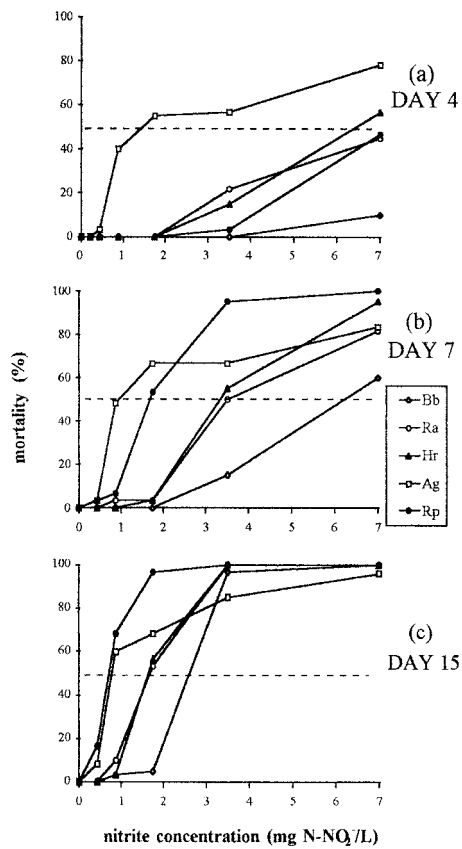 100
80
60
40
20
0
0 1 2 3 4 5 6 7
(a)
DAY 4
100
80
60
40
20
0
0 1 2 3 4 5 6 7
(b)
DAY 7
mortality (%)
Bb
Ra
Hr
Ag
Rp
100
80
60
40
20
0
0 1 2 3 4 5 6 7
(c)
DAY 15
nitrite concentration (mg N-NO₂⁻/L)